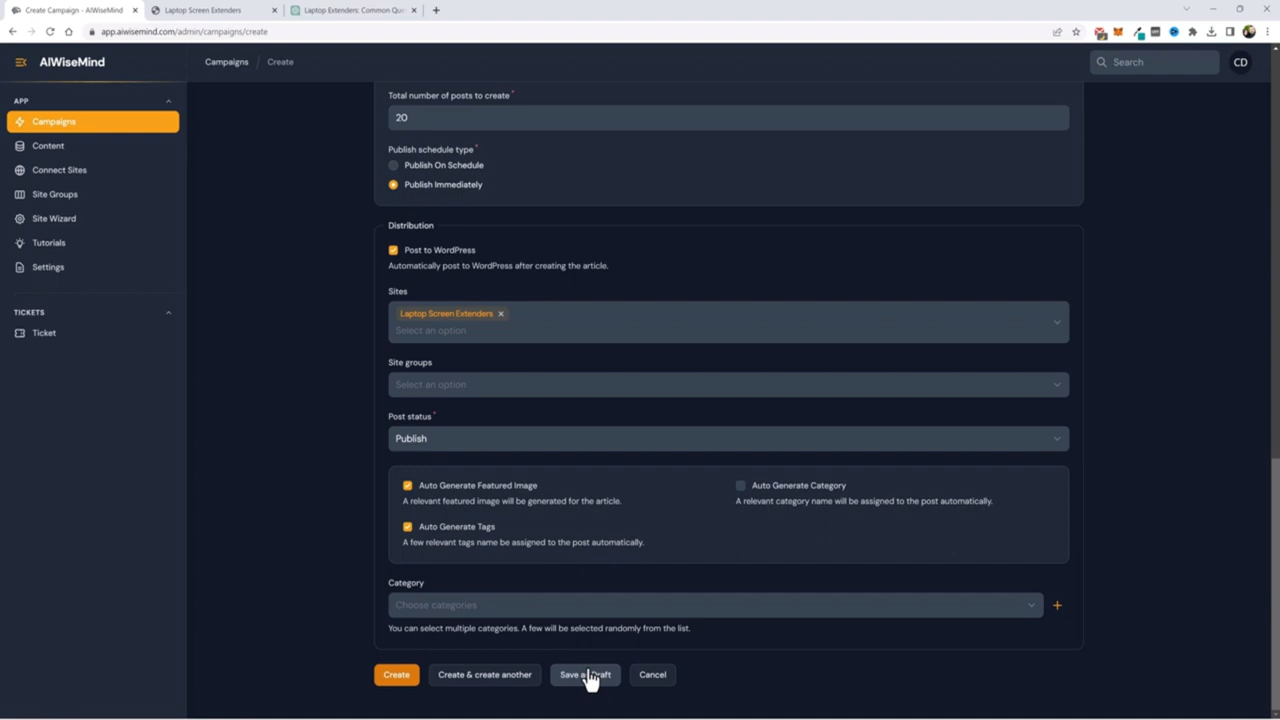 Create Campaign - AIWiseMind
Laptop Screen Extenders
Laptop Extenders: Common Que
app.aiwisemind.com/admin/campaigns/create
AIWiseMind
Campaigns / Create
Search
CD
APP
Campaigns
Content
Connect Sites
Site Groups
Site Wizard
Tutorials
Settings
TICKETS
Ticket
Total number of posts to create*
20
Publish schedule type*
Publish On Schedule
Publish Immediately
Distribution
Post to WordPress
Automatically post to WordPress after creating the article.
Sites
Laptop Screen Extenders
Select an option
Site groups
Select an option
Post status*
Publish
Auto Generate Featured Image
A relevant featured image will be generated for the article.
Auto Generate Category
A relevant category name will be assigned to the post automatically.
Auto Generate Tags
A few relevant tags name be assigned to the post automatically.
Category
Choose categories
You can select multiple categories. A few will be selected randomly from the list.
Create
Create & create another
Save as Draft
Cancel